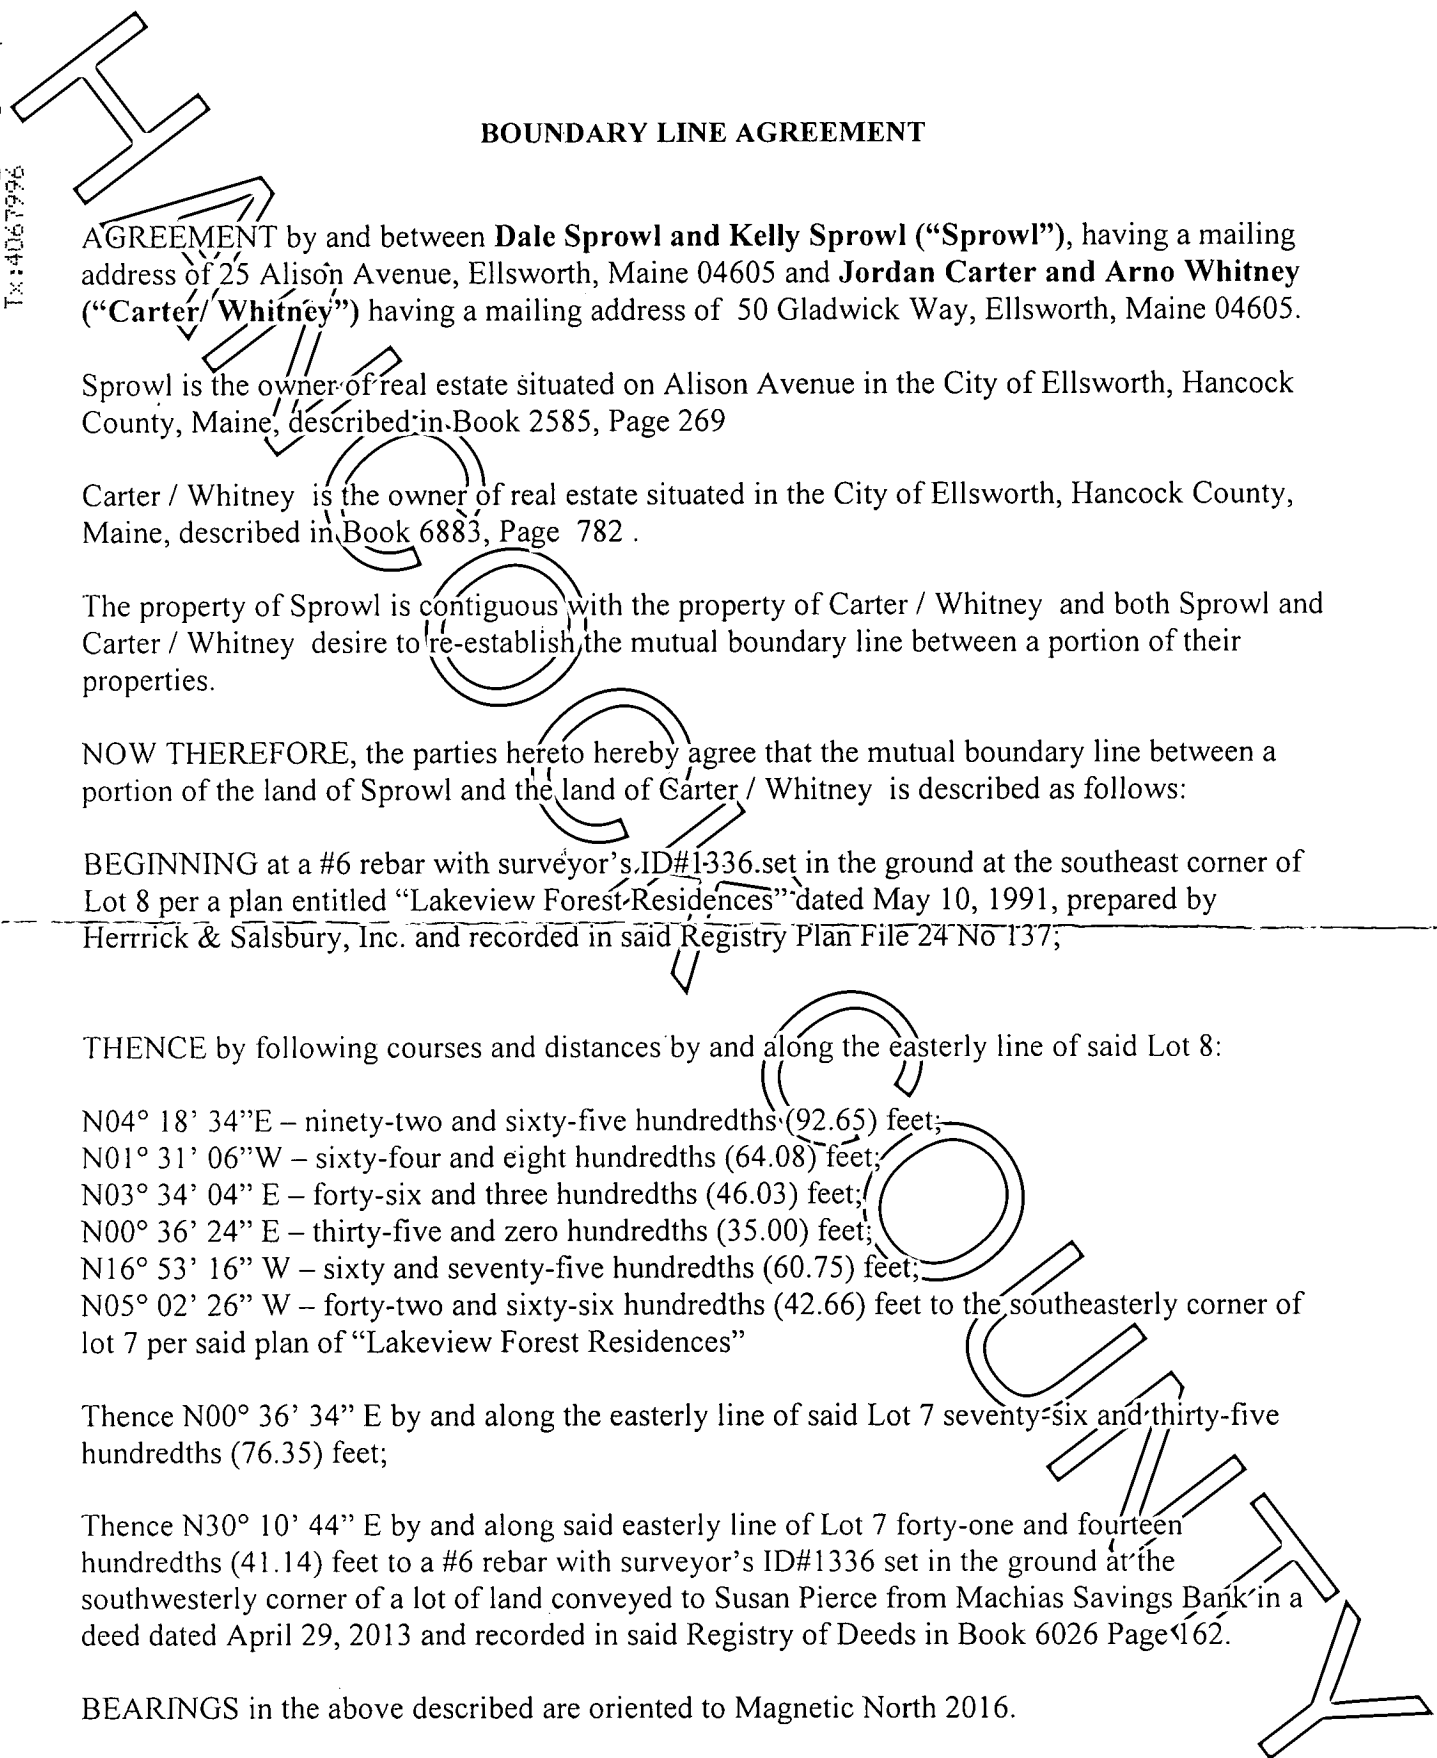 BOUNDARY LINE AGREEMENT
Tx:4067996
AGREEMENT by and between Dale Sprowl and Kelly Sprowl (“Sprowl”), having a mailing
address of 25 Alison Avenue, Ellsworth, Maine 04605 and Jordan Carter and Arno Whitney
(“Carter/ Whitney”) having a mailing address of 50 Gladwick Way, Ellsworth, Maine 04605.
Sprowl is the owner of real estate situated on Alison Avenue in the City of Ellsworth, Hancock
County, Maine, described in Book 2585, Page 269
Carter / Whitney is the owner of real estate situated in the City of Ellsworth, Hancock County,
Maine, described in Book 6883, Page 782 .
The property of Sprowl is contiguous with the property of Carter / Whitney and both Sprowl and
Carter / Whitney desire to re-establish the mutual boundary line between a portion of their
properties.
NOW THEREFORE, the parties hereto hereby agree that the mutual boundary line between a
portion of the land of Sprowl and the land of Carter / Whitney is described as follows:
BEGINNING at a #6 rebar with surveyor’s ID#1336 set in the ground at the southeast corner of
Lot 8 per a plan entitled “Lakeview Forest Residences” dated May 10, 1991, prepared by
Herrrick & Salsbury, Inc. and recorded in said Registry Plan File 24 No 137;
THENCE by following courses and distances by and along the easterly line of said Lot 8:
N04° 18’ 34”E – ninety-two and sixty-five hundredths (92.65) feet;
N01° 31’ 06”W – sixty-four and eight hundredths (64.08) feet;
N03° 34’ 04” E – forty-six and three hundredths (46.03) feet;
N00° 36’ 24” E – thirty-five and zero hundredths (35.00) feet;
N16° 53’ 16” W – sixty and seventy-five hundredths (60.75) feet;
N05° 02’ 26” W – forty-two and sixty-six hundredths (42.66) feet to the southeasterly corner of
lot 7 per said plan of “Lakeview Forest Residences”
Thence N00° 36’ 34” E by and along the easterly line of said Lot 7 seventy-six and thirty-five
hundredths (76.35) feet;
Thence N30° 10’ 44” E by and along said easterly line of Lot 7 forty-one and fourteen
hundredths (41.14) feet to a #6 rebar with surveyor’s ID#1336 set in the ground at the
southwesterly corner of a lot of land conveyed to Susan Pierce from Machias Savings Bank in a
deed dated April 29, 2013 and recorded in said Registry of Deeds in Book 6026 Page 162.
BEARINGS in the above described are oriented to Magnetic North 2016.
HANCOCK COUNTY